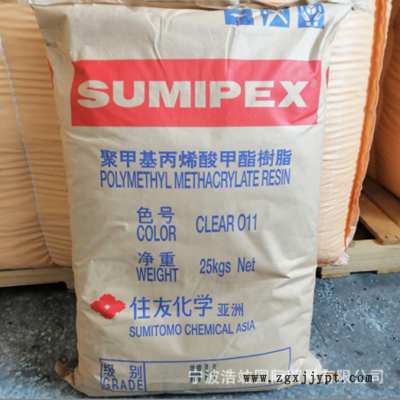 SUMIPEX®
聚甲基丙烯酸甲酯樹脂
POLYMETHYL METHACRYLATE RESIN
色号
COLOR CLEAR 011
净重
WEIGHT 25kgs Net
住友化学 亚洲
SUMITOMO CHEMICAL ASIA
级别
GRADE
www.zgxjjypt.com